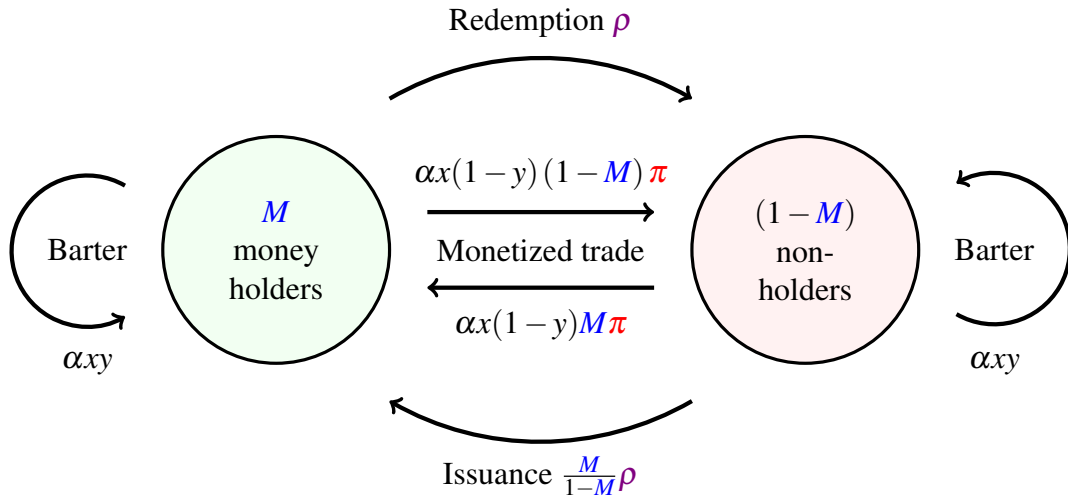 Redemption ρ
αx(1−y)(1−M)π
Barter
M
money
holders
Monetized trade
(1−M)
non-
holders
Barter
αx(1−y)Mπ
αxy
αxy
Issuance M/(1−M) ρ